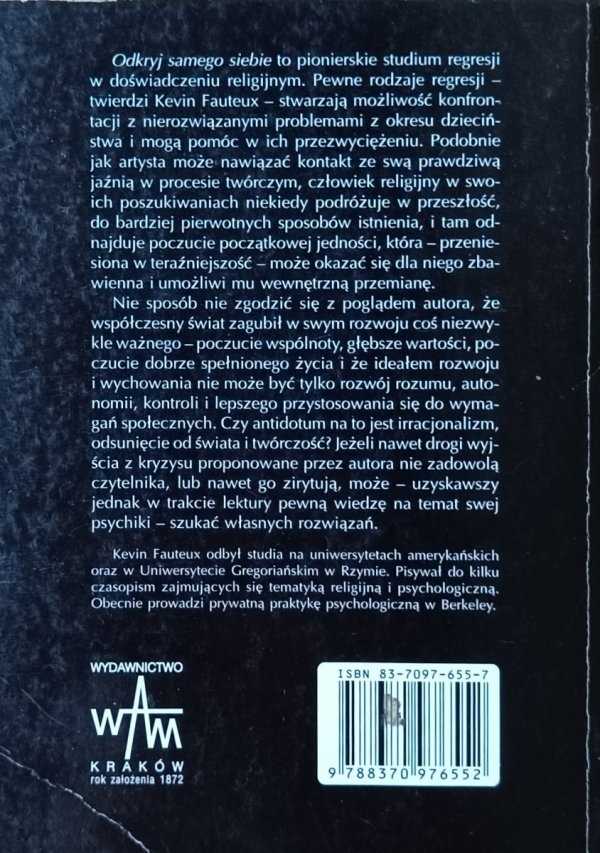 Odkryj samego siebie to pionierskie studium regresji
w doświadczeniu religijnym. Pewne rodzaje regresji –
twierdzi Kevin Fauteux – stwarzają możliwość konfron-
tacji z nierozwiązanymi problemami z okresu dzieciń-
stwa i mogą pomóc w ich przezwyciężeniu. Podobnie
jak artysta może nawiązać kontakt ze swą prawdziwą
jaźnią w procesie twórczym, człowiek religijny w swo-
ich poszukiwaniach niekiedy podróżuje w przeszłość,
do bardziej pierwotnych sposobów istnienia, i tam od-
najduje poczucie początkowej jedności, która – przenie-
siona w teraźniejszość – może okazać się dla niego zba-
wienna i umożliwi mu wewnętrzną przemianę.
Nie sposób nie zgodzić się z poglądem autora, że
współczesny świat zagubił w swym rozwoju coś niezwy-
kle ważnego – poczucie wspólnoty, głębsze wartości, po-
czucie dobrze spełnionego życia i że ideałem rozwoju
i wychowania nie może być tylko rozwój rozumu, auto-
nomii, kontroli i lepszego przystosowania się do wyma-
gań społecznych. Czy antidotum na to jest irracjonalizm,
odsunięcie od świata i twórczość? Jeżeli nawet drogi wyj-
ścia z kryzysu proponowane przez autora nie zadowolą
czytelnika, lub nawet go zirytują, może – uzyskawszy
jednak w trakcie lektury pewną wiedzę na temat swej
psychiki – szukać własnych rozwiązań.
Kevin Fauteux odbył studia na uniwersytetach amerykańskich
oraz w Uniwersytecie Gregoriańskim w Rzymie. Pisywał do kilku
czasopism zajmujących się tematyką religijną i psychologiczną.
Obecnie prowadzi prywatną praktykę psychologiczną w Berkeley.
WYDAWNICTWO
WAM
KRAKÓW
rok założenia 1872
ISBN 83-7097-655-7
9 788370 976552